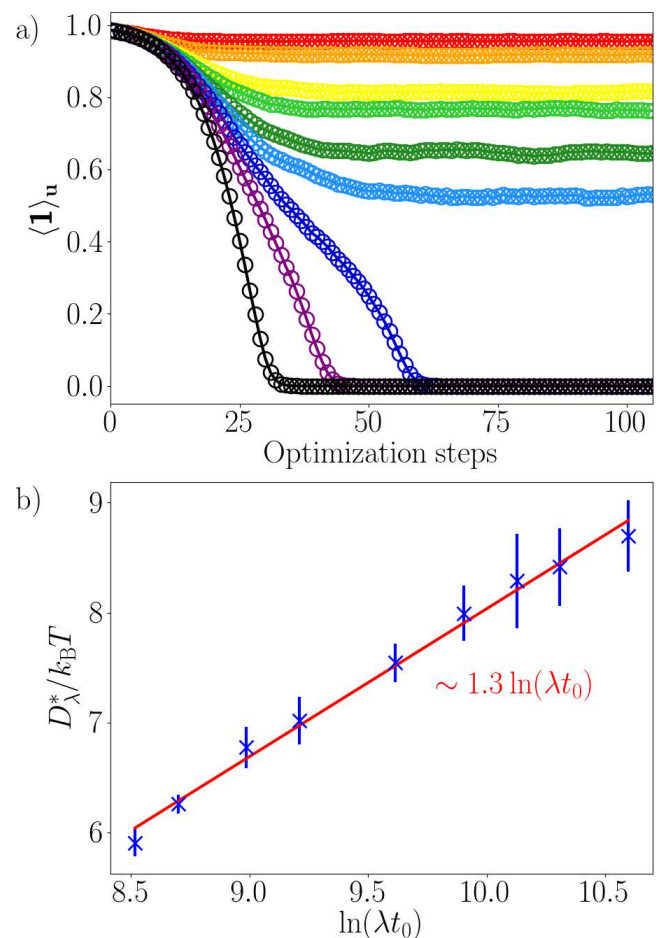 a)
1.0
0.8
0.6
0.4
0.2
0.0
⟨1⟩u
0 25 50 75 100
Optimization steps
b)
9
8
7
6
D*λ/kBT
~ 1.3 ln(λt0)
8.5 9.0 9.5 10.0 10.5
ln(λt0)